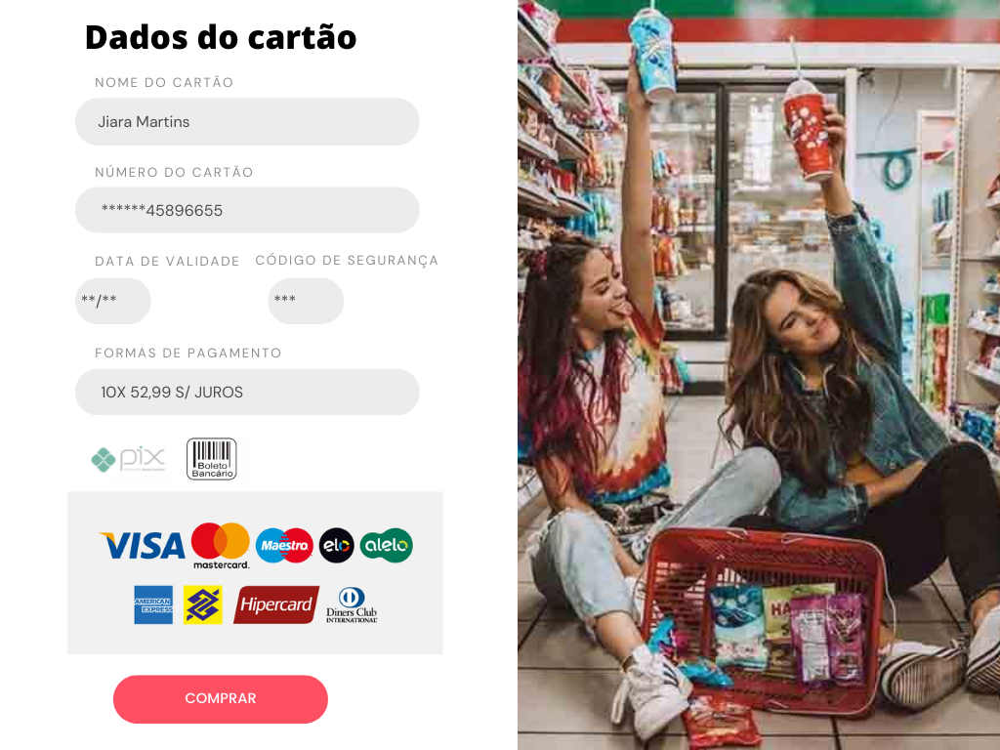 Dados do cartão
NOME DO CARTÃO
Jiara Martins
NÚMERO DO CARTÃO
******45896655
DATA DE VALIDADE
CÓDIGO DE SEGURANÇA
**/**
***
FORMAS DE PAGAMENTO
10X 52,99 S/ JUROS
pix
Boleto
Bancário
VISA
mastercard.
Maestro
elo
alelo
AMERICAN
EXPRESS
Hipercard
Diners Club
INTERNATIONAL
COMPRAR